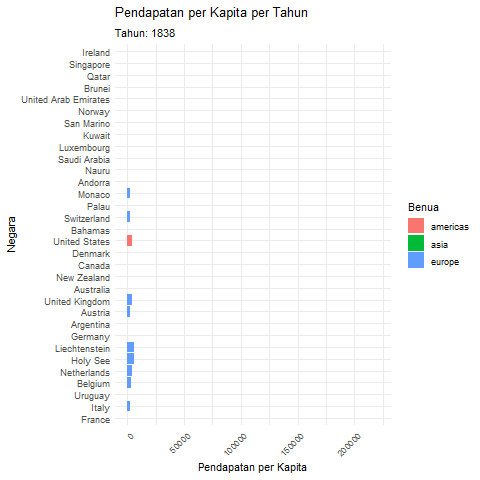 Pendapatan per Kapita per Tahun
Tahun: 1838
Ireland
Singapore
Qatar
Brunei
United Arab Emirates
Norway
San Marino
Kuwait
Luxembourg
Saudi Arabia
Nauru
Andorra
Monaco
Palau
Switzerland
Bahamas
United States
Denmark
Canada
New Zealand
Australia
United Kingdom
Austria
Argentina
Germany
Liechtenstein
Holy See
Netherlands
Belgium
Uruguay
Italy
France
Negara
0
50000
100000
150000
200000
Pendapatan per Kapita
Benua
americas
asia
europe